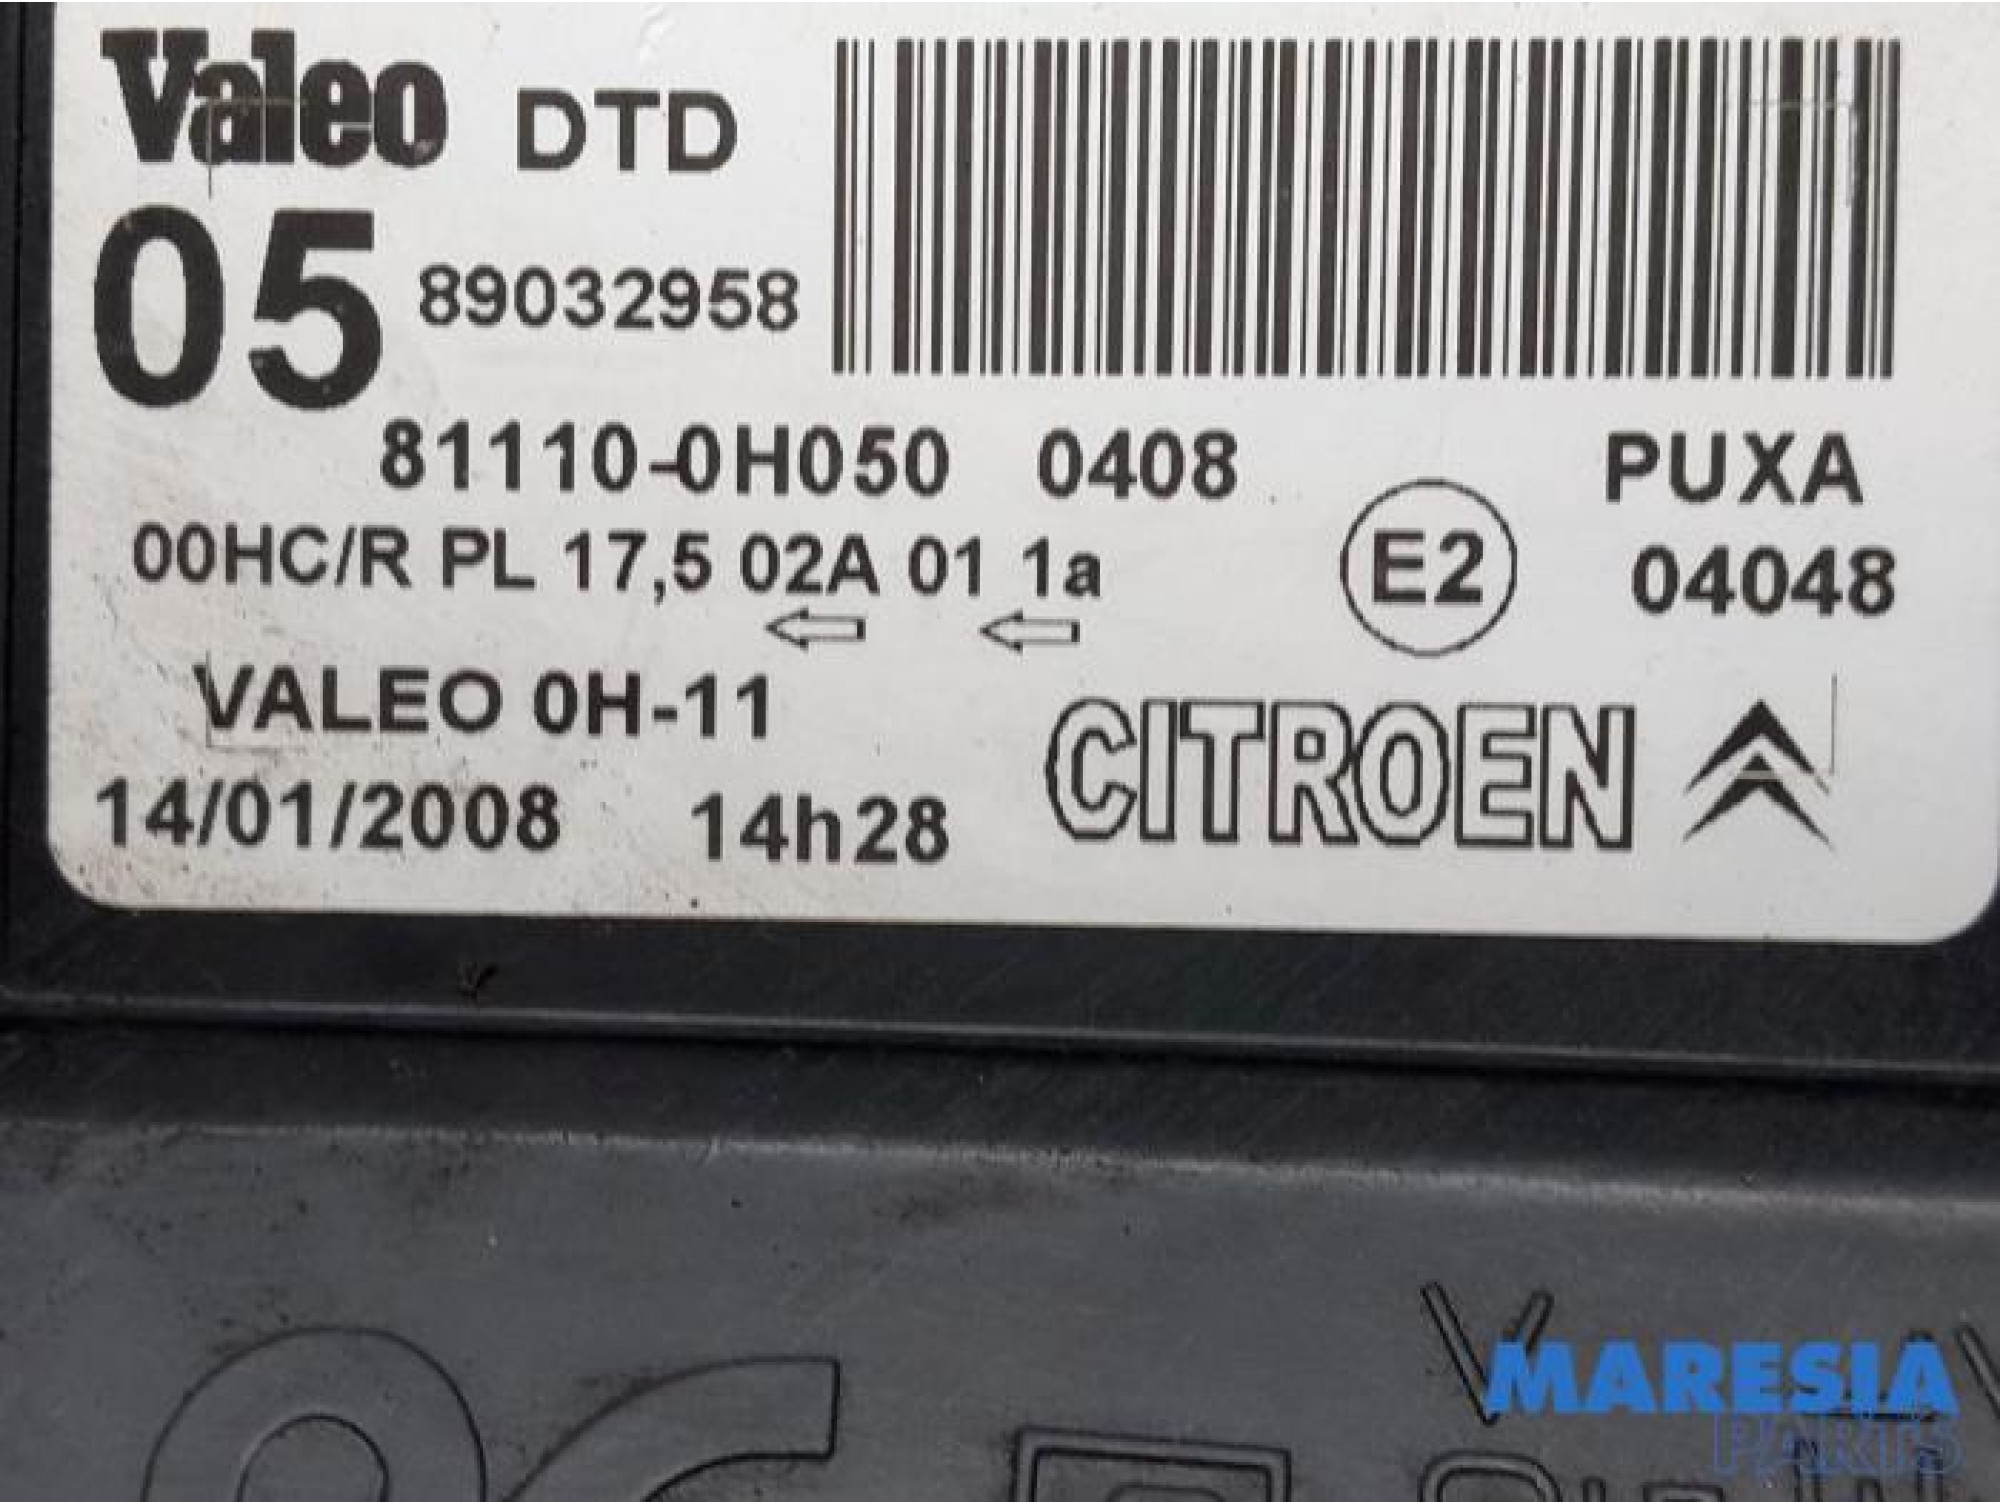 Valeo DTD
05 89032958
81110-0H050 0408 PUXA
00HC/R PL 17,5 02A 01 1a E2 04048
VALEO 0H-11
14/01/2008 14h28 CITROEN
MARESIA
PARTS